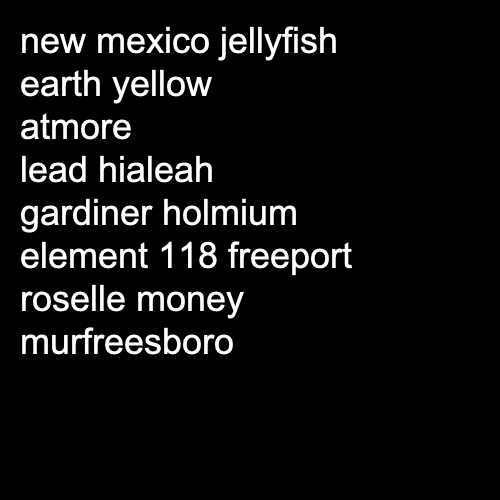 new mexico jellyfish
earth yellow
atmore
lead hialeah
gardiner holmium
element 118 freeport
roselle money
murfreesboro